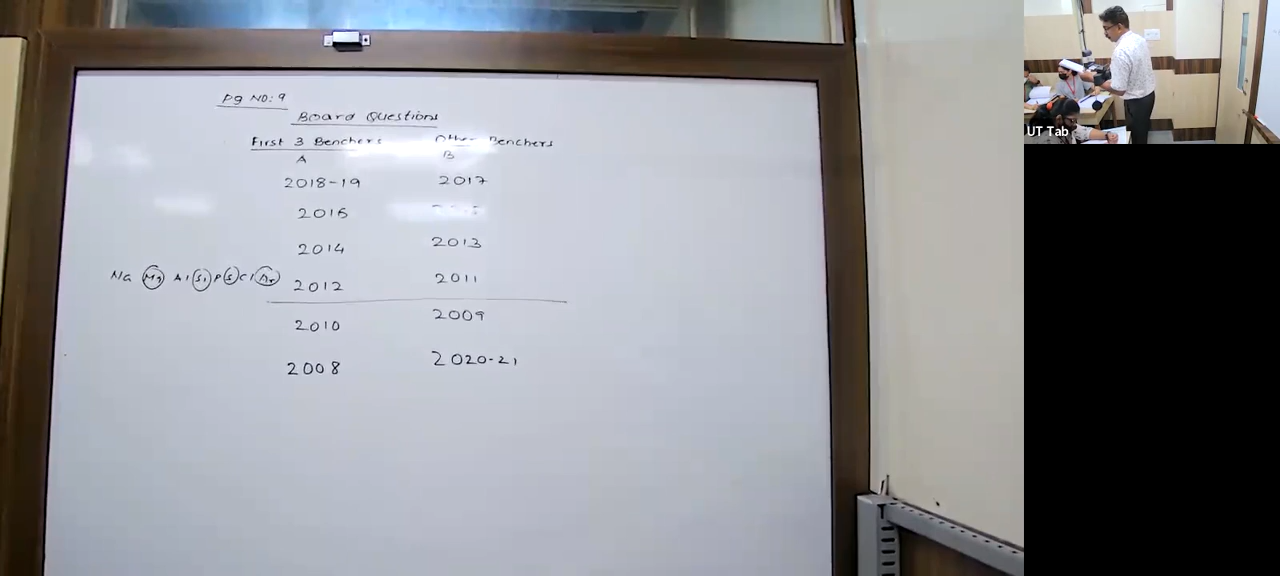 Pg NO: 9
Board Questions
First 3 Benchers Other Benchers
A B
2018-19 2017
2016
2014 2013
Na Mg Al Si P S Cl Ar 2012 2011
2010 2009
2008 2020-21
UT Tab